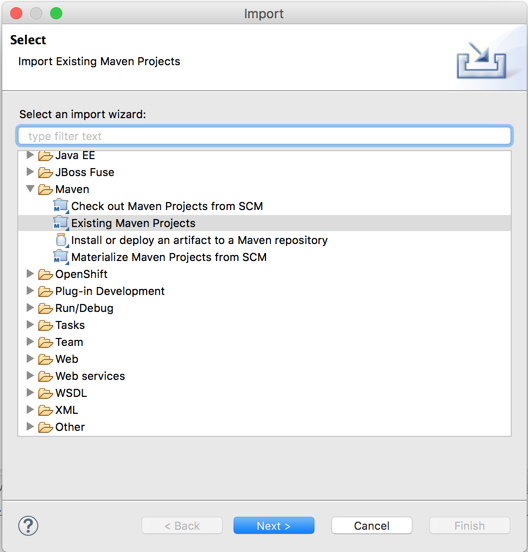 Import
Select
Import Existing Maven Projects
Select an import wizard:
type filter text
Java EE
JBoss Fuse
Maven
Check out Maven Projects from SCM
Existing Maven Projects
Install or deploy an artifact to a Maven repository
Materialize Maven Projects from SCM
OpenShift
Plug-in Development
Run/Debug
Tasks
Team
Web
Web services
WSDL
XML
Other
? < Back Next > Cancel Finish